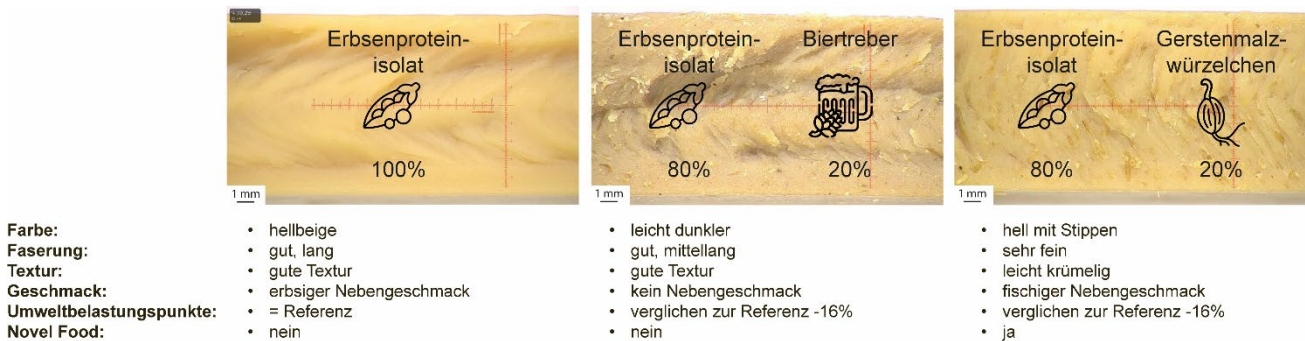 Erbsenprotein-
isolat
100%
1 mm
Erbsenprotein-
isolat
80%
Biertreber
20%
1 mm
Erbsenprotein-
isolat
80%
Gerstenmalz-
würzelchen
20%
1 mm
Farbe: • hellbeige • leicht dunkler • hell mit Stippen
Faserung: • gut, lang • gut, mittellang • sehr fein
Textur: • gute Textur • gute Textur • leicht krümelig
Geschmack: • erbsiger Nebengeschmack • kein Nebengeschmack • fischiger Nebengeschmack
Umweltbelastungspunkte: • = Referenz • verglichen zur Referenz -16% • verglichen zur Referenz -16%
Novel Food: • nein • nein • ja